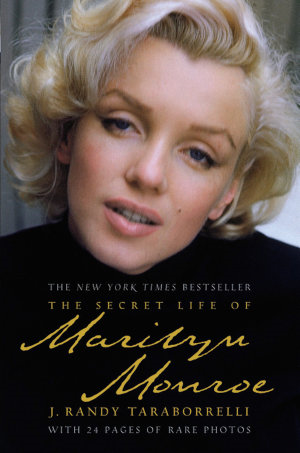 THE NEW YORK TIMES BESTSELLER
THE SECRET LIFE OF
Marilyn
Monroe
J. RANDY TARABORRELLI
WITH 24 PAGES OF RARE PHOTOS